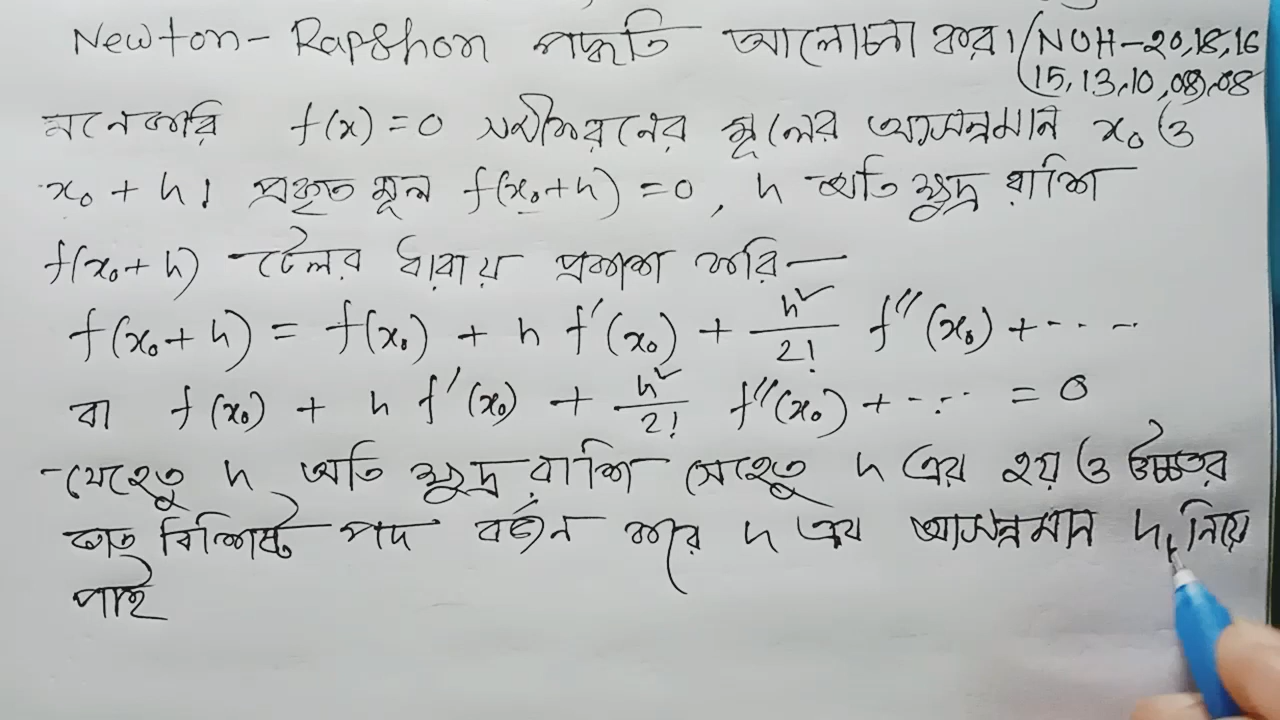 Newton-Rapshon পদ্ধতি আলোচনা কর। (NUH-20,18,16
15,13,10,09,08
মনেকরি f(x)=0 সমীকরনের মূলের আসন্নমান x₀ ও
x₀ + h। প্রকৃত মূল f(x₀+h) = 0, h অতি ক্ষুদ্র রাশি
f(x₀+h) টেলর ধারায় প্রকাশ করি—
f(x₀+h) = f(x₀) + h f′(x₀) + h²/2! f″(x₀) + ....
বা f(x₀) + h f′(x₀) + h²/2! f″(x₀) + .... = 0
যেহেতু h অতি ক্ষুদ্র রাশি সেহেতু h এর ২য় ও উচ্চতর
ঘাত বিশিষ্ট পদ বর্জন করে h এর আসন্নমান h₁ নিয়ে
পাই